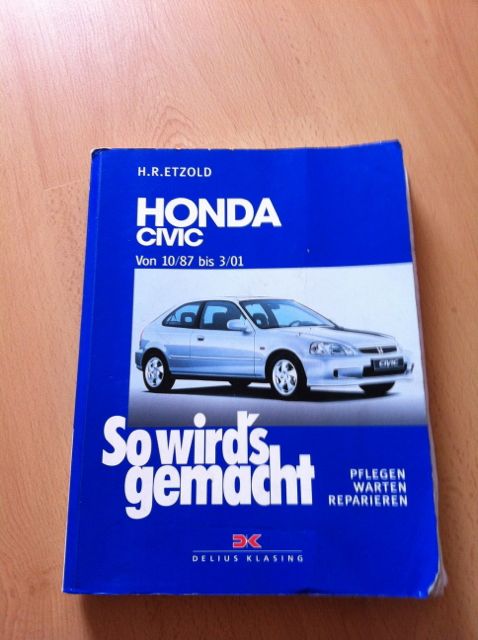 H.R.ETZOLD
HONDA
CIVIC
Von 10/87 bis 3/01
CIVIC
So wird's
gemacht
PFLEGEN
WARTEN
REPARIEREN
DK
DELIUS KLASING